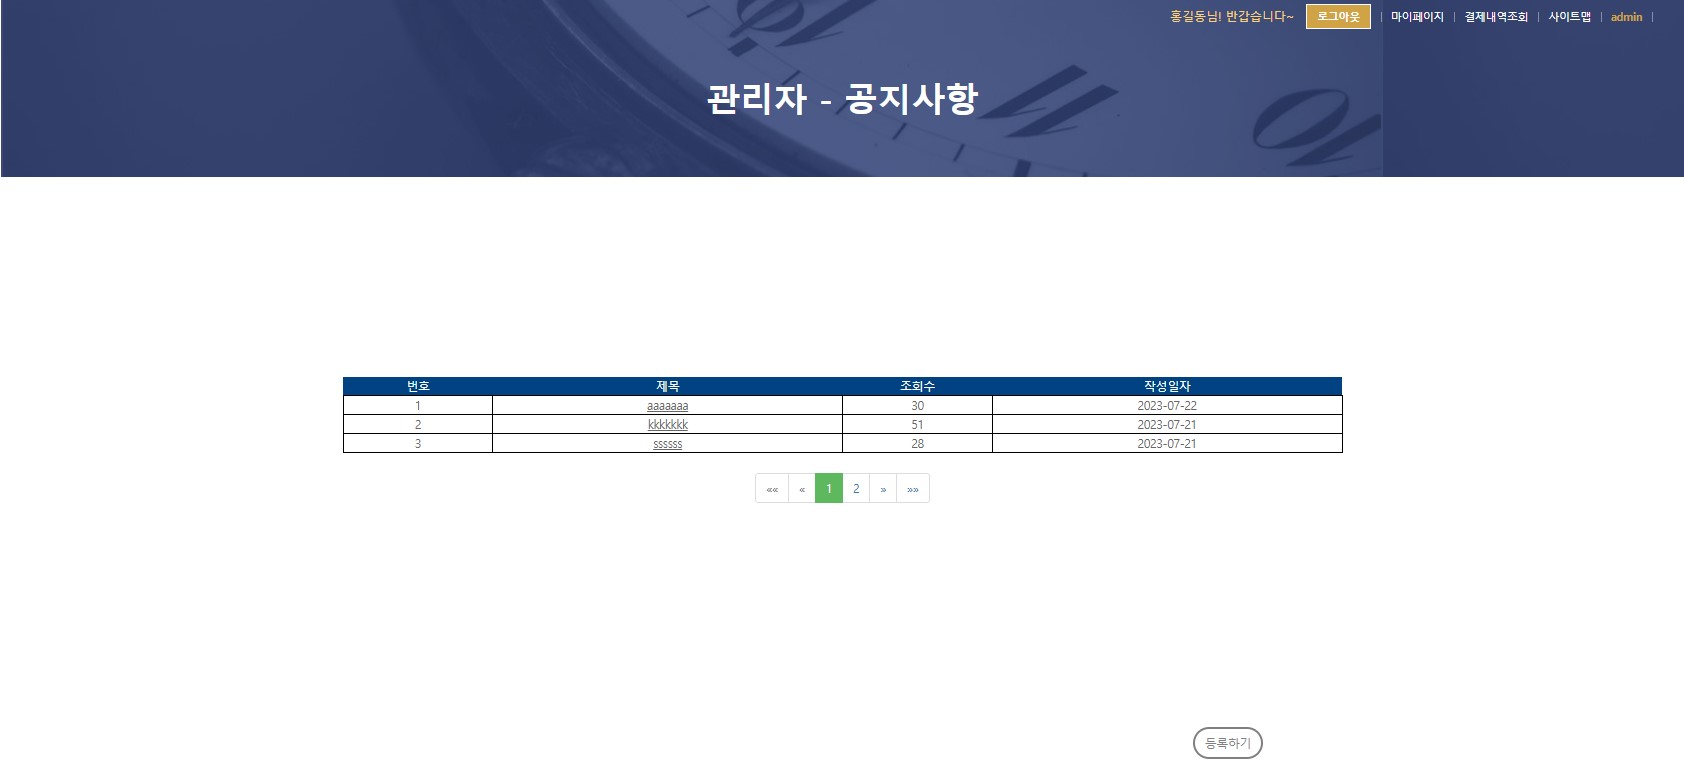 홍길동님! 반갑습니다~ 로그아웃 | 마이페이지 | 결제내역조회 | 사이트맵 | admin |
관리자 - 공지사항
번호 제목 조회수 작성일자
1 aaaaaaa 30 2023-07-22
2 kkkkkkk 51 2023-07-21
3 ssssss 28 2023-07-21
«« « 1 2 » »»
등록하기